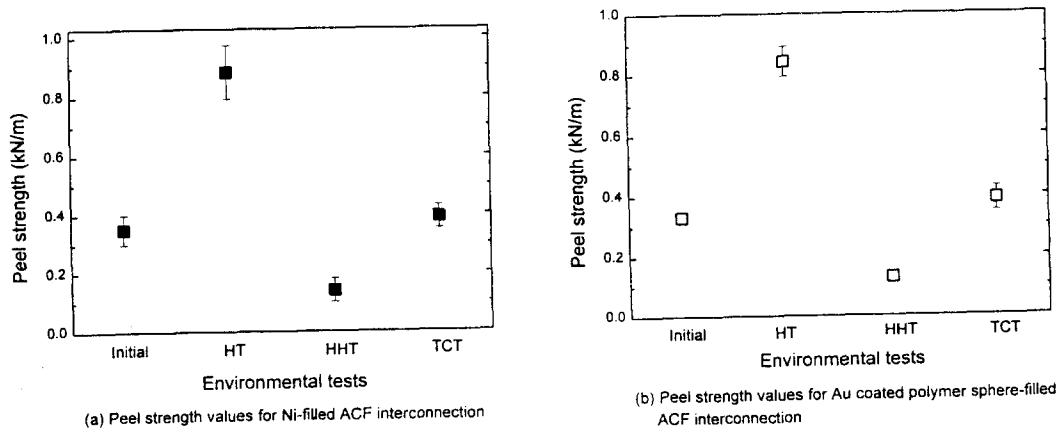 1.0
0.8
0.6
0.4
0.2
0.0
Peel strength (kN/m)
Initial HT HHT TCT
Environmental tests
(a) Peel strength values for Ni-filled ACF interconnection
1.0
0.8
0.6
0.4
0.2
0.0
Peel strength (kN/m)
Initial HT HHT TCT
Environmental tests
(b) Peel strength values for Au coated polymer sphere-filled
ACF interconnection